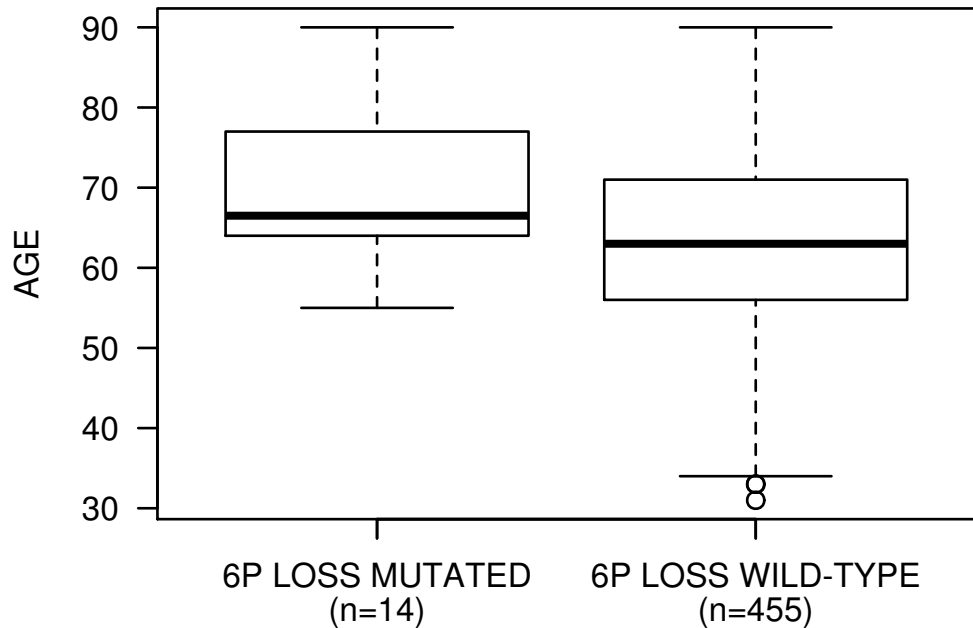 90
80
70
60
50
40
30
AGE
6P LOSS MUTATED
(n=14)
6P LOSS WILD-TYPE
(n=455)